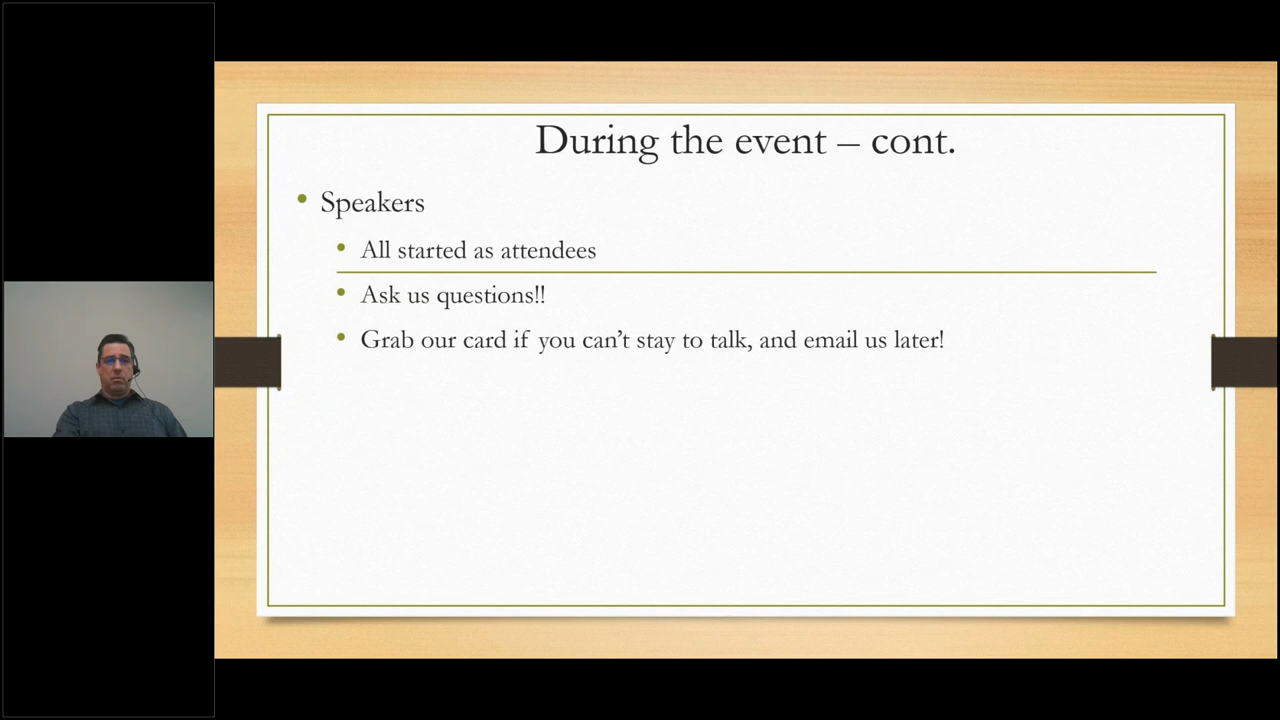 During the event – cont.
Speakers
All started as attendees
Ask us questions!!
Grab our card if you can’t stay to talk, and email us later!